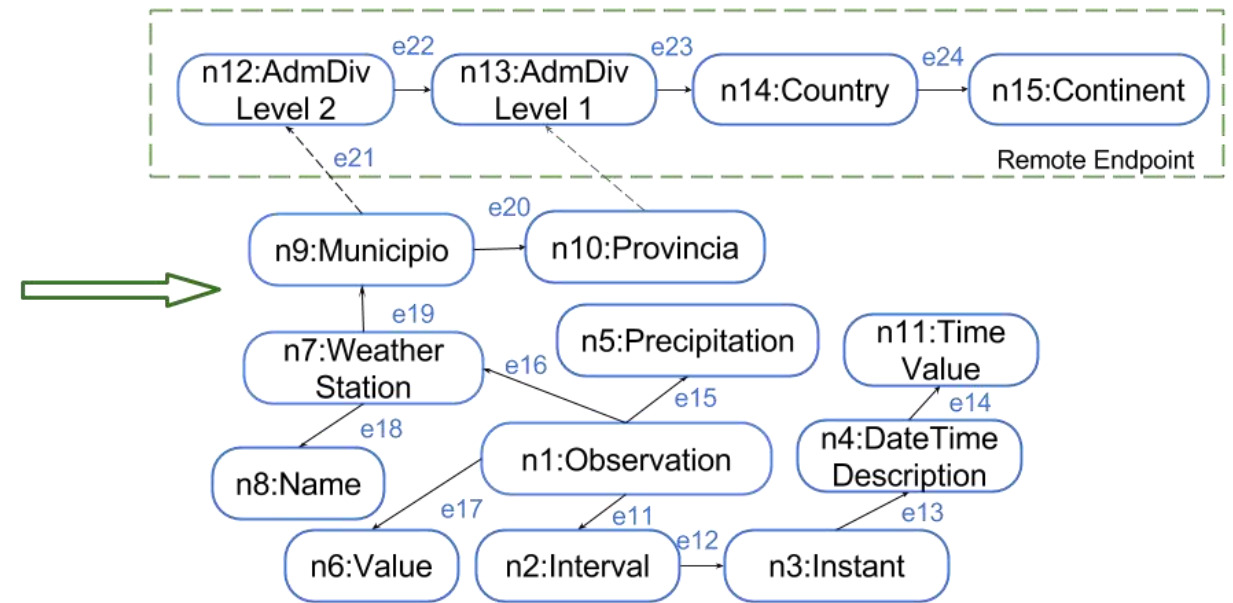 e22
e23
e24
n12:AdmDiv
Level 2
n13:AdmDiv
Level 1
n14:Country
n15:Continent
e21
Remote Endpoint
e20
n9:Municipio
n10:Provincia
e19
n7:Weather
Station
e16
n5:Precipitation
n11:Time
Value
e15
e14
e18
n1:Observation
n4:DateTime
Description
n8:Name
e17
e11
e13
e12
n6:Value
n2:Interval
n3:Instant